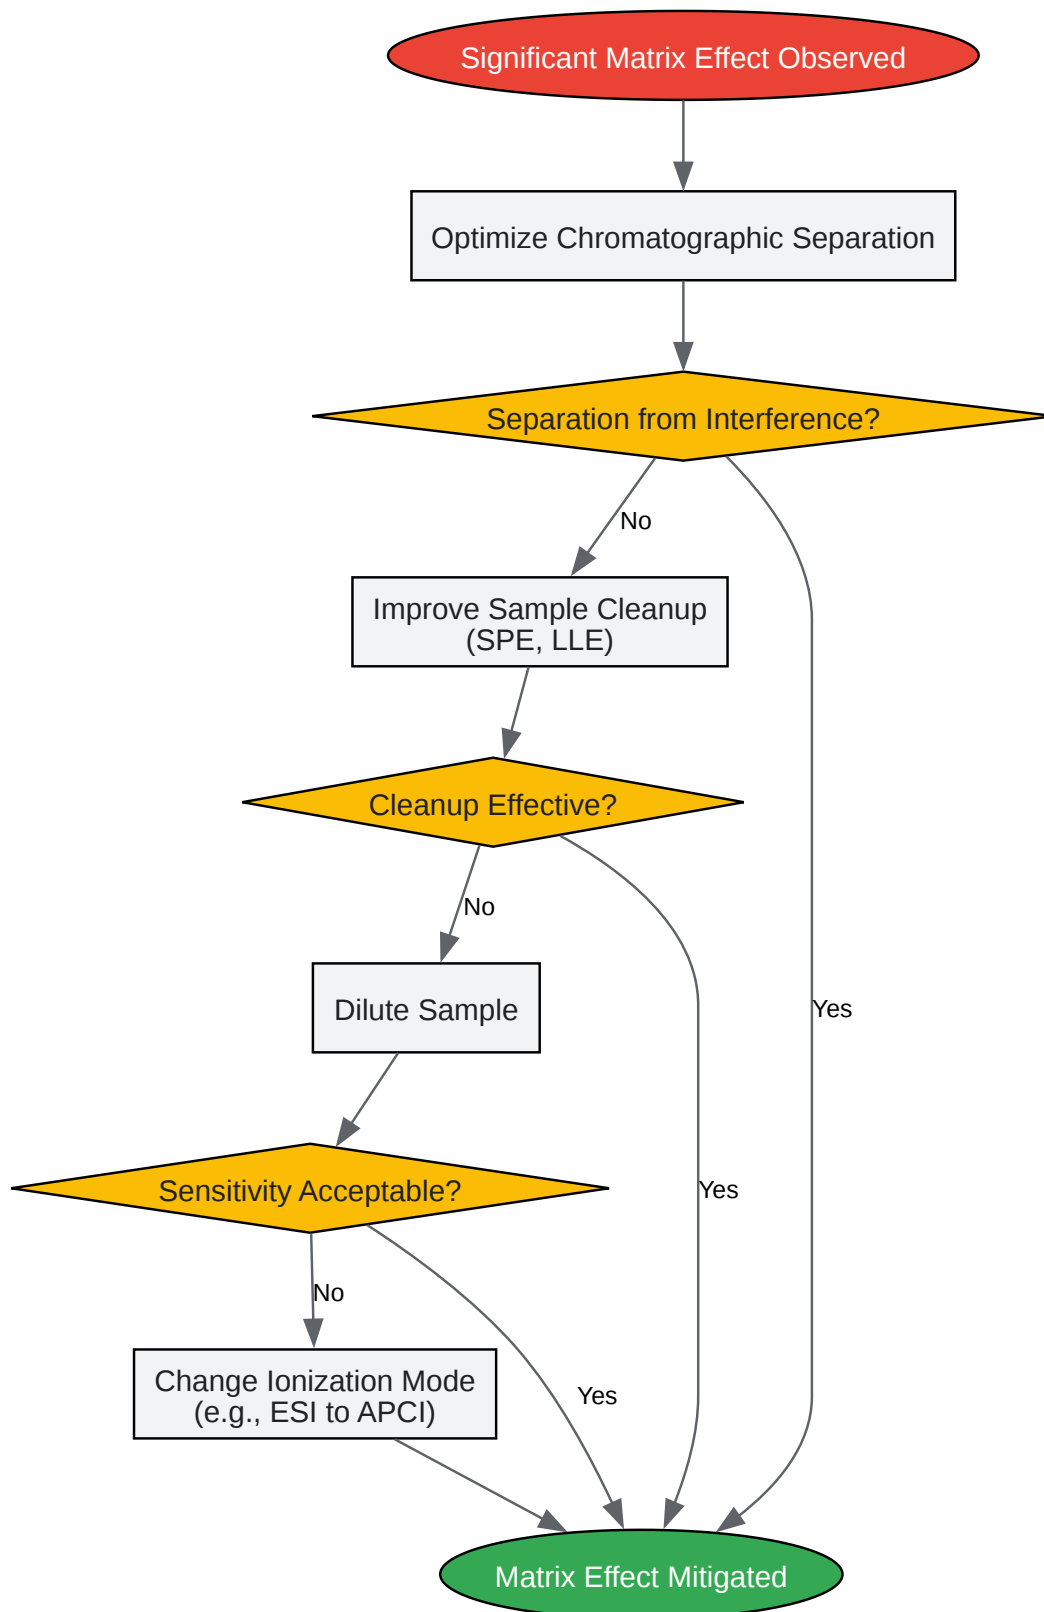 Significant Matrix Effect Observed
Optimize Chromatographic Separation
Separation from Interference?
No
Improve Sample Cleanup
(SPE, LLE)
Cleanup Effective?
No
Dilute Sample
Yes
Sensitivity Acceptable?
Yes
No
Change Ionization Mode
(e.g., ESI to APCI)
Yes
Matrix Effect Mitigated